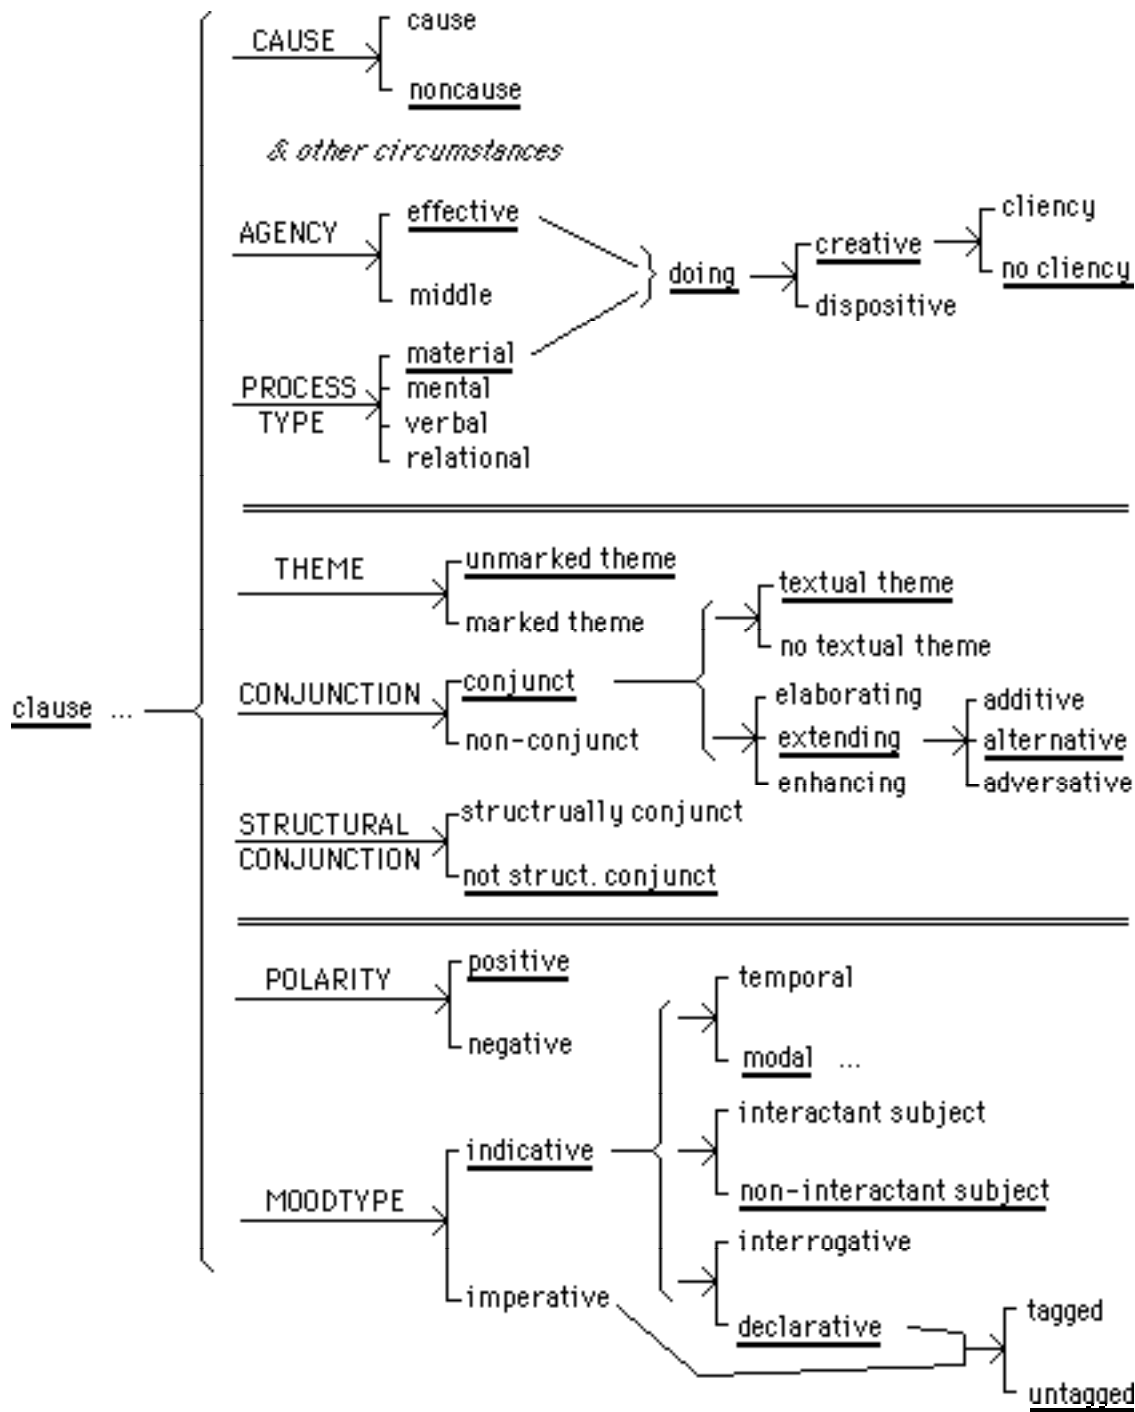 cause
CAUSE
noncause
& other circumstances
effective
AGENCY
middle
doing
creative
dispositive
cliency
no cliency
material
PROCESS
TYPE
mental
verbal
relational
THEME
unmarked theme
marked theme
textual theme
no textual theme
clause ...
CONJUNCTION
conjunct
non-conjunct
elaborating
extending
enhancing
additive
alternative
adversative
STRUCTURAL
CONJUNCTION
structrually conjunct
not struct. conjunct
POLARITY
positive
negative
temporal
modal ...
MOODTYPE
indicative
imperative
interactant subject
non-interactant subject
interrogative
declarative
tagged
untagged